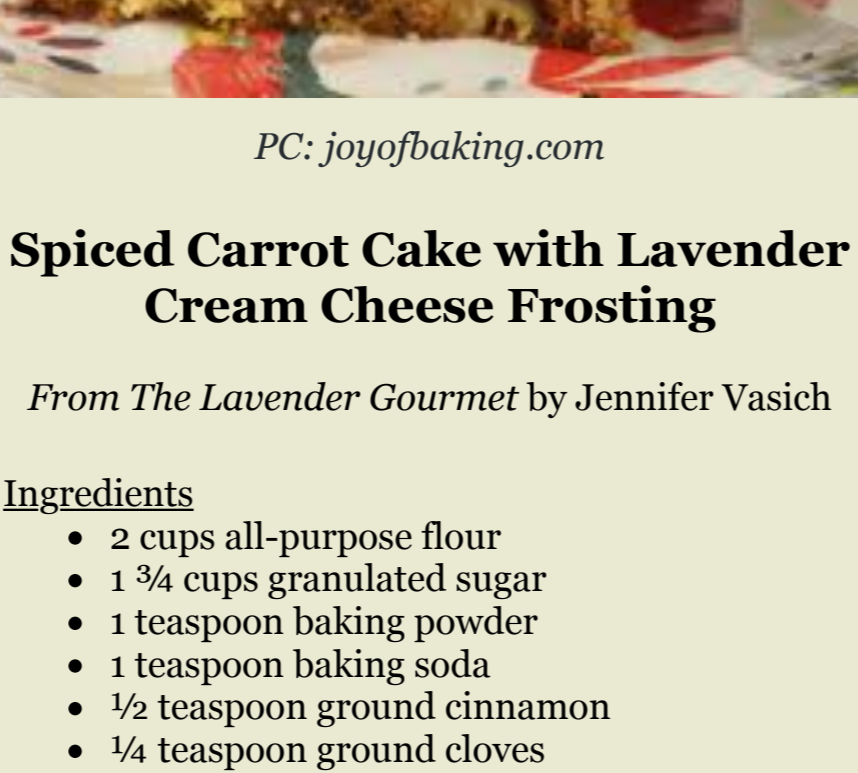 PC: joyofbaking.com
Spiced Carrot Cake with Lavender
Cream Cheese Frosting
From The Lavender Gourmet by Jennifer Vasich
Ingredients
• 2 cups all-purpose flour
• 1 ¾ cups granulated sugar
• 1 teaspoon baking powder
• 1 teaspoon baking soda
• ½ teaspoon ground cinnamon
• ¼ teaspoon ground cloves